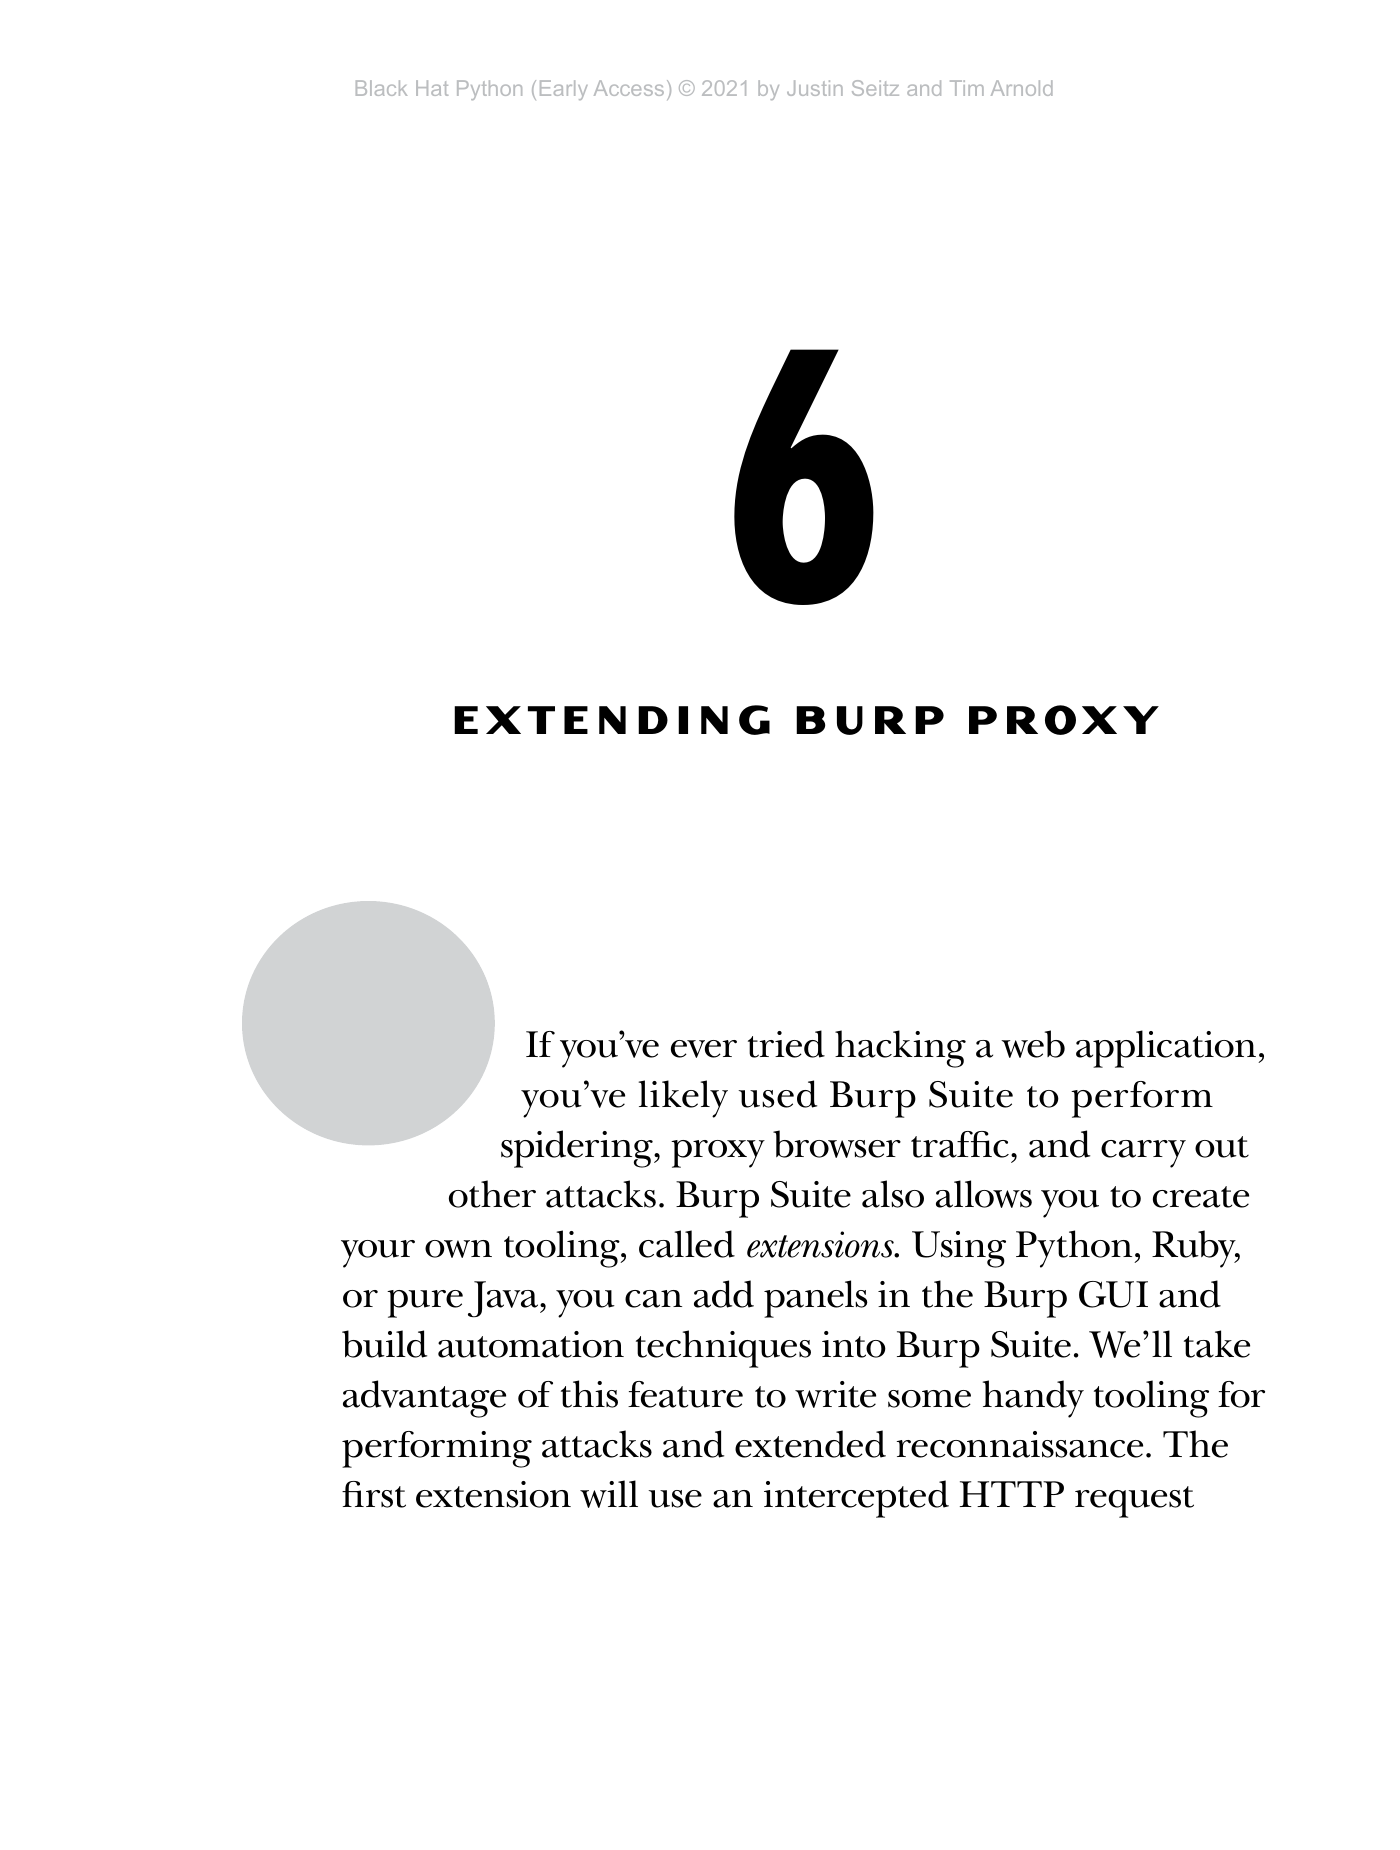 Black Hat Python (Early Access) © 2021 by Justin Seitz and Tim Arnold
6
EXTENDING BURP PROXY
If you’ve ever tried hacking a web application,
you’ve likely used Burp Suite to perform
spidering, proxy browser traffic, and carry out
other attacks. Burp Suite also allows you to create
your own tooling, called extensions. Using Python, Ruby,
or pure Java, you can add panels in the Burp GUI and
build automation techniques into Burp Suite. We’ll take
advantage of this feature to write some handy tooling for
performing attacks and extended reconnaissance. The
first extension will use an intercepted HTTP request